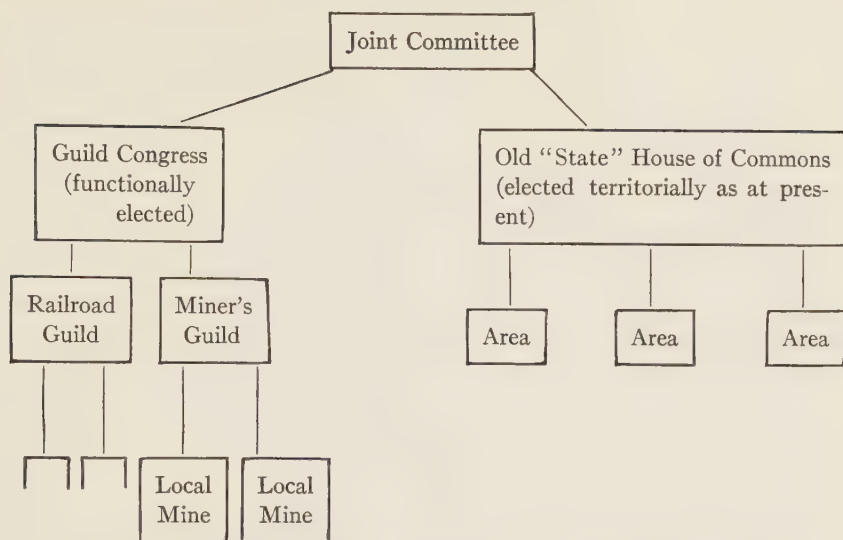 Joint Committee
Guild Congress
(functionally
elected)
Old “State” House of Commons
(elected territorially as at pres-
ent)
Railroad
Guild
Miner's
Guild
Area
Area
Area
Local
Mine
Local
Mine